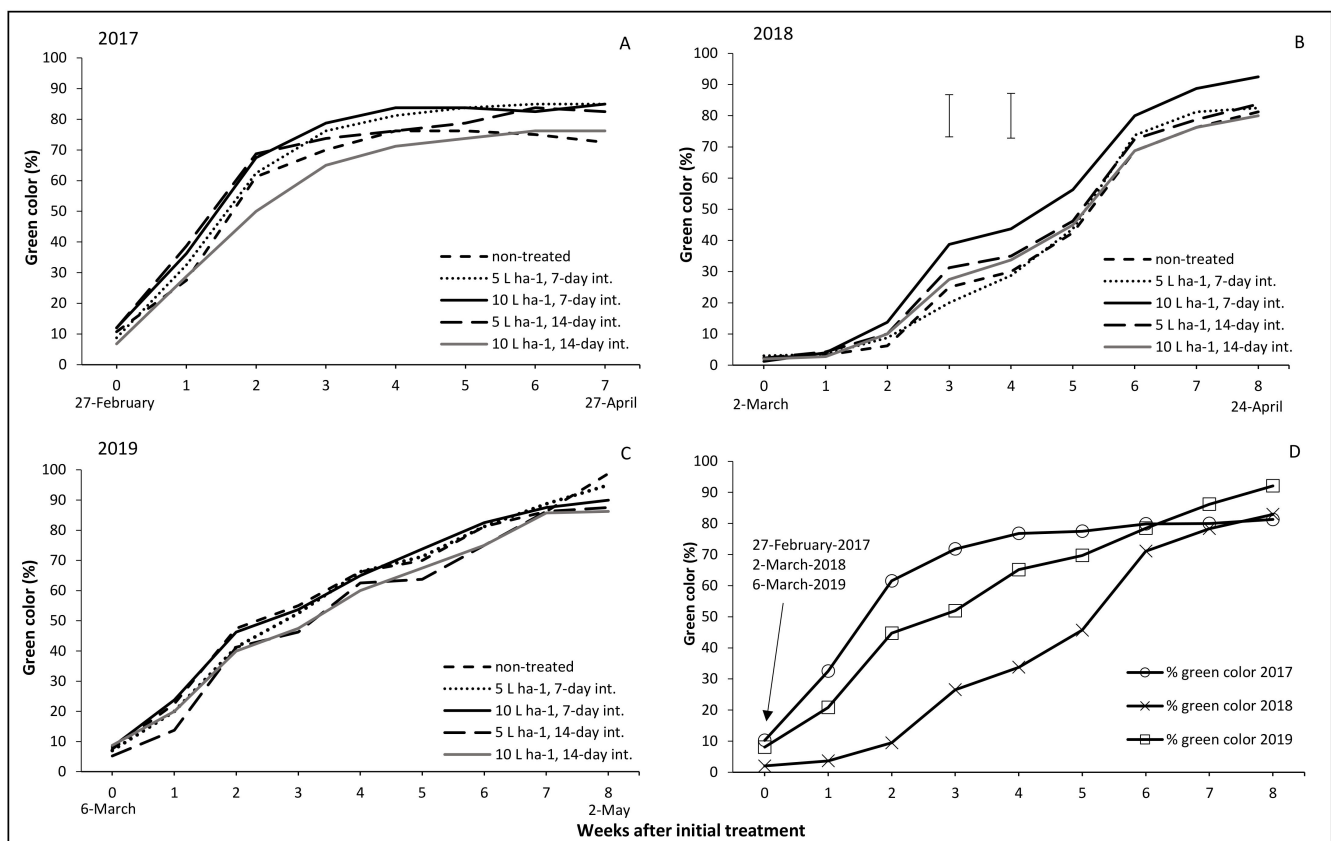 2017
A
Green color (%)
100
90
80
70
60
50
40
30
20
10
0
0 1 2 3 4 5 6 7
27-February
27-April
non-treated
5 L ha-1, 7-day int.
10 L ha-1, 7-day int.
5 L ha-1, 14-day int.
10 L ha-1, 14-day int.
2018
B
Green color (%)
100
90
80
70
60
50
40
30
20
10
0
0 1 2 3 4 5 6 7 8
2-March
24-April
non-treated
5 L ha-1, 7-day int.
10 L ha-1, 7-day int.
5 L ha-1, 14-day int.
10 L ha-1, 14-day int.
2019
C
Green color (%)
100
90
80
70
60
50
40
30
20
10
0
0 1 2 3 4 5 6 7 8
6-March
2-May
non-treated
5 L ha-1, 7-day int.
10 L ha-1, 7-day int.
5 L ha-1, 14-day int.
10 L ha-1, 14-day int.
D
Green color (%)
100
90
80
70
60
50
40
30
20
10
0
0 1 2 3 4 5 6 7 8
27-February-2017
2-March-2018
6-March-2019
% green color 2017
% green color 2018
% green color 2019
Weeks after initial treatment